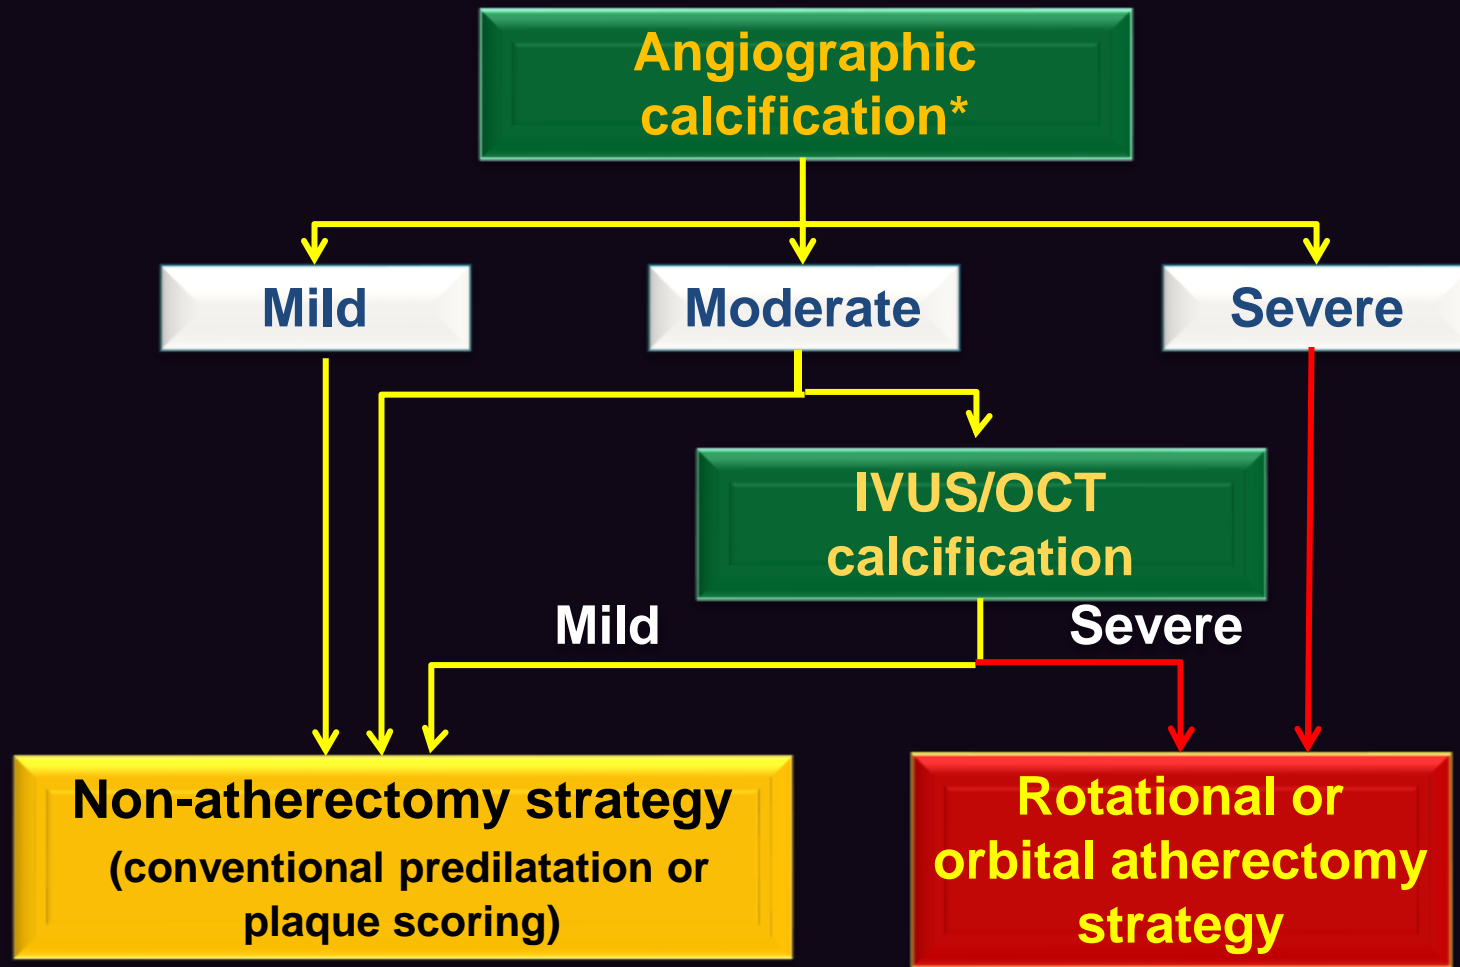 Angiographic
calcification*
Mild
Moderate
Severe
IVUS/OCT
calcification
Mild
Severe
Non-atherectomy strategy
(conventional predilatation or
plaque scoring)
Rotational or
orbital atherectomy
strategy